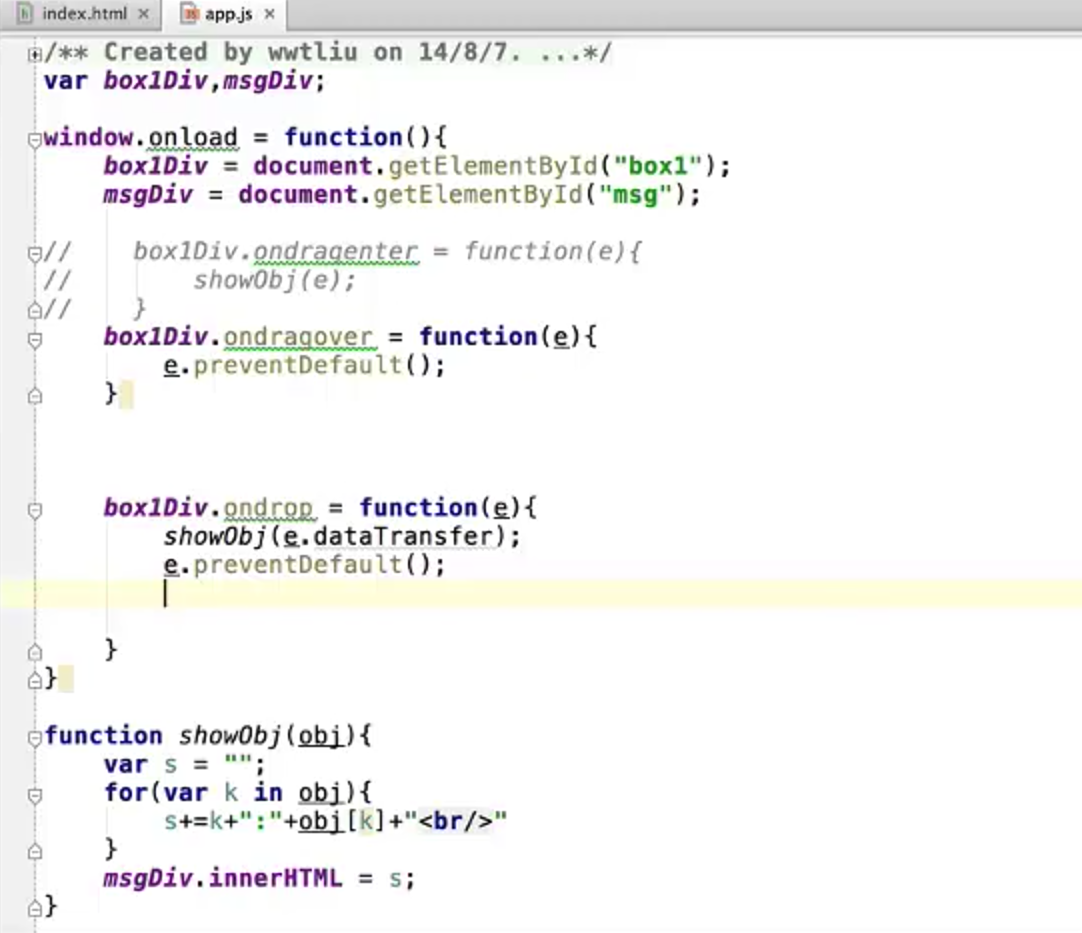 index.html app.js
/** Created by wwtliu on 14/8/7. ...*/
var box1Div,msgDiv;
window.onload = function(){
box1Div = document.getElementById("box1");
msgDiv = document.getElementById("msg");
// box1Div.ondragenter = function(e){
// showObj(e);
// }
box1Div.ondragover = function(e){
e.preventDefault();
}
box1Div.ondrop = function(e){
showObj(e.dataTransfer);
e.preventDefault();
}
}
function showObj(obj){
var s = "";
for(var k in obj){
s+=k+":"+obj[k]+"<br/>"
}
msgDiv.innerHTML = s;
}